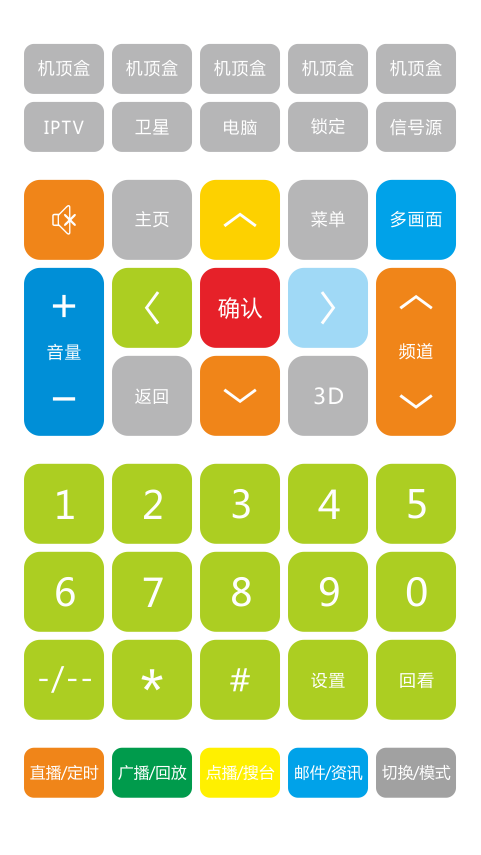 机顶盒 机顶盒 机顶盒 机顶盒 机顶盒
IPTV 卫星 电脑 锁定 信号源
主页 菜单 多画面
+ 确认
音量 频道
− 返回 3D
1 2 3 4 5
6 7 8 9 0
-/-- * # 设置 回看
直播/定时 广播/回放 点播/搜台 邮件/资讯 切换/模式